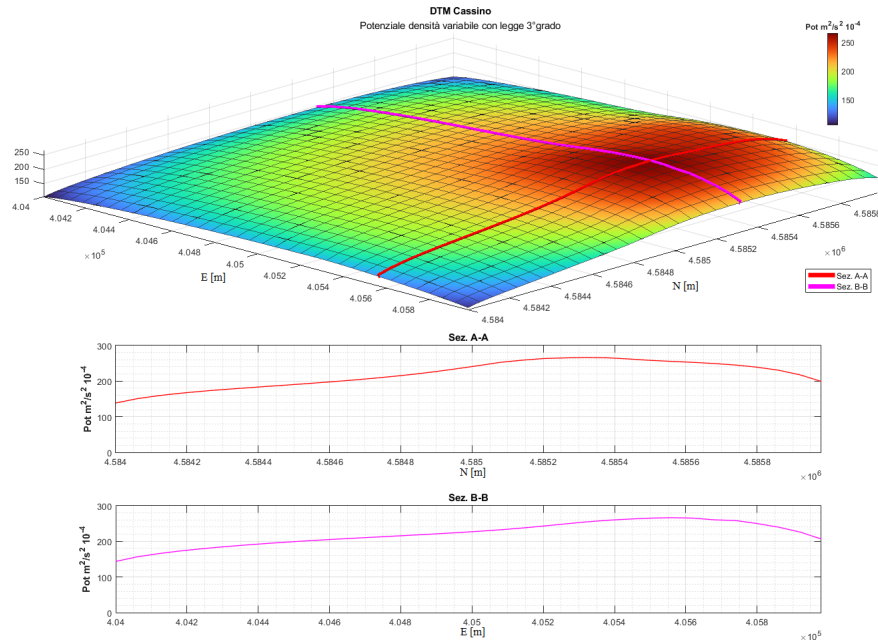 DTM Cassino
Potenziale densità variabile con legge 3°grado
Pot m²/s² 10⁻⁴
250
200
150
250
200
150
4.04
4.042
4.044
4.046
4.048
4.05
4.052
4.054
4.056
4.058
× 10⁵
E [m]
4.584
4.5842
4.5844
4.5846
4.5848
4.585
4.5852
4.5854
4.5856
4.5858
× 10⁶
N [m]
Sez. A-A
Sez. B-B
Sez. A-A
Pot m²/s² 10⁻⁴
300
200
100
0
4.584 4.5842 4.5844 4.5846 4.5848 4.585 4.5852 4.5854 4.5856 4.5858
N [m]
× 10⁶
Sez. B-B
Pot m²/s² 10⁻⁴
300
200
100
0
4.04 4.042 4.044 4.046 4.048 4.05 4.052 4.054 4.056 4.058
E [m]
× 10⁵